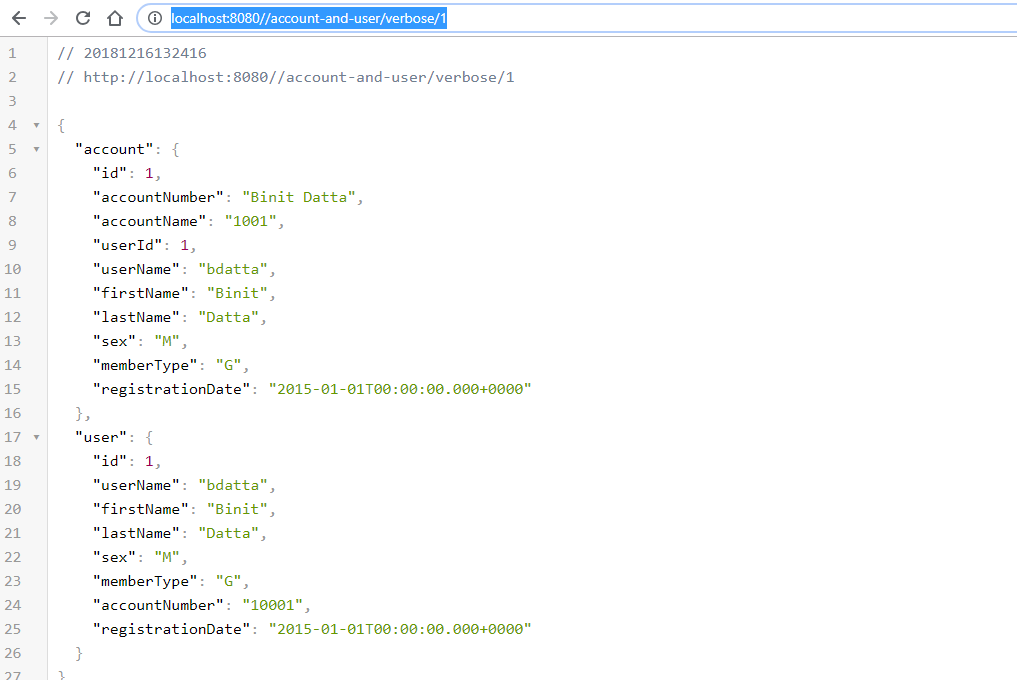 localhost:8080//account-and-user/verbose/1
1 // 20181216132416
2 // http://localhost:8080//account-and-user/verbose/1
3
4 {
5 "account": {
6 "id": 1,
7 "accountNumber": "Binit Datta",
8 "accountName": "1001",
9 "userId": 1,
10 "userName": "bdatta",
11 "firstName": "Binit",
12 "lastName": "Datta",
13 "sex": "M",
14 "memberType": "G",
15 "registrationDate": "2015-01-01T00:00:00.000+0000"
16 },
17 "user": {
18 "id": 1,
19 "userName": "bdatta",
20 "firstName": "Binit",
21 "lastName": "Datta",
22 "sex": "M",
23 "memberType": "G",
24 "accountNumber": "10001",
25 "registrationDate": "2015-01-01T00:00:00.000+0000"
26 }
27 }